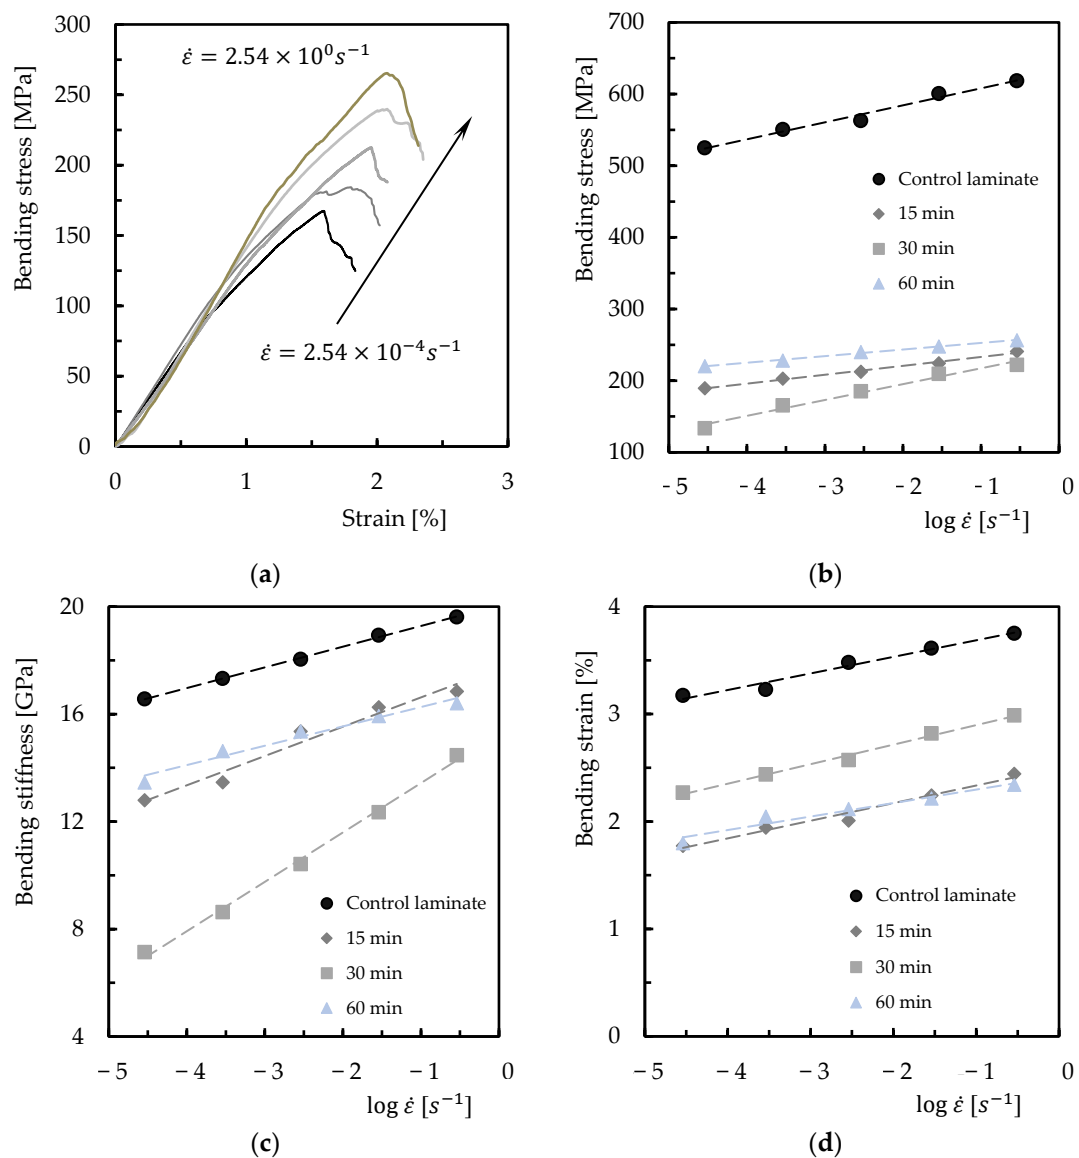 300
250
200
150
100
50
0
0
1
2
3
Bending stress [MPa]
Strain [%]
ε̇ = 2.54 × 10⁰s⁻¹
ε̇ = 2.54 × 10⁻⁴s⁻¹
(a)
700
600
500
400
300
200
100
-5
-4
-3
-2
-1
0
Bending stress [MPa]
log ε̇ [s⁻¹]
Control laminate
15 min
30 min
60 min
(b)
20
16
12
8
4
-5
-4
-3
-2
-1
0
Bending stiffness [GPa]
log ε̇ [s⁻¹]
Control laminate
15 min
30 min
60 min
(c)
4%
3
2
1
0
-5
-4
-3
-2
-1
0
Bending strain [%]
log ε̇ [s⁻¹]
Control laminate
15 min
30 min
60 min
(d)